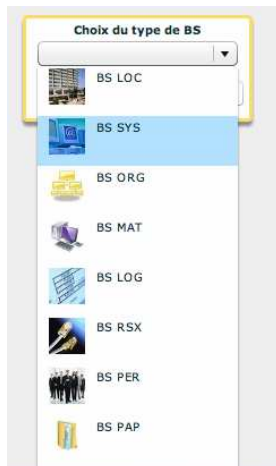 Choix du type de BS
BS LOC
BS SYS
BS ORG
BS MAT
BS LOG
BS RSX
BS PER
BS PAP